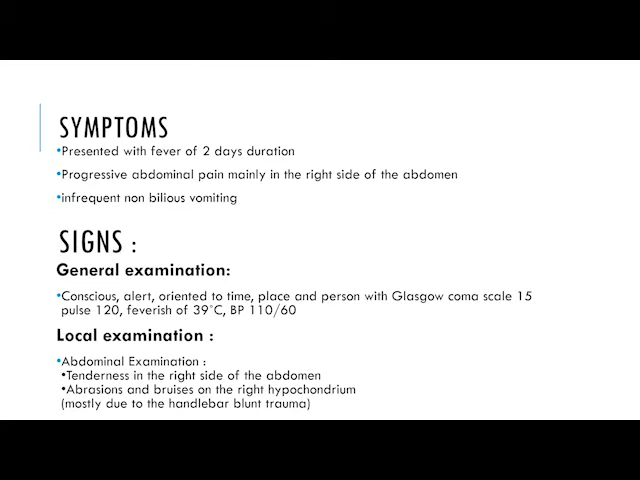 SYMPTOMS
•Presented with fever of 2 days duration
•Progressive abdominal pain mainly in the right side of the abdomen
•infrequent non bilious vomiting
SIGNS :
General examination:
•Conscious, alert, oriented to time, place and person with Glasgow coma scale 15
pulse 120, feverish of 39°C, BP 110/60
Local examination :
•Abdominal Examination :
•Tenderness in the right side of the abdomen
•Abrasions and bruises on the right hypochondrium
(mostly due to the handlebar blunt trauma)